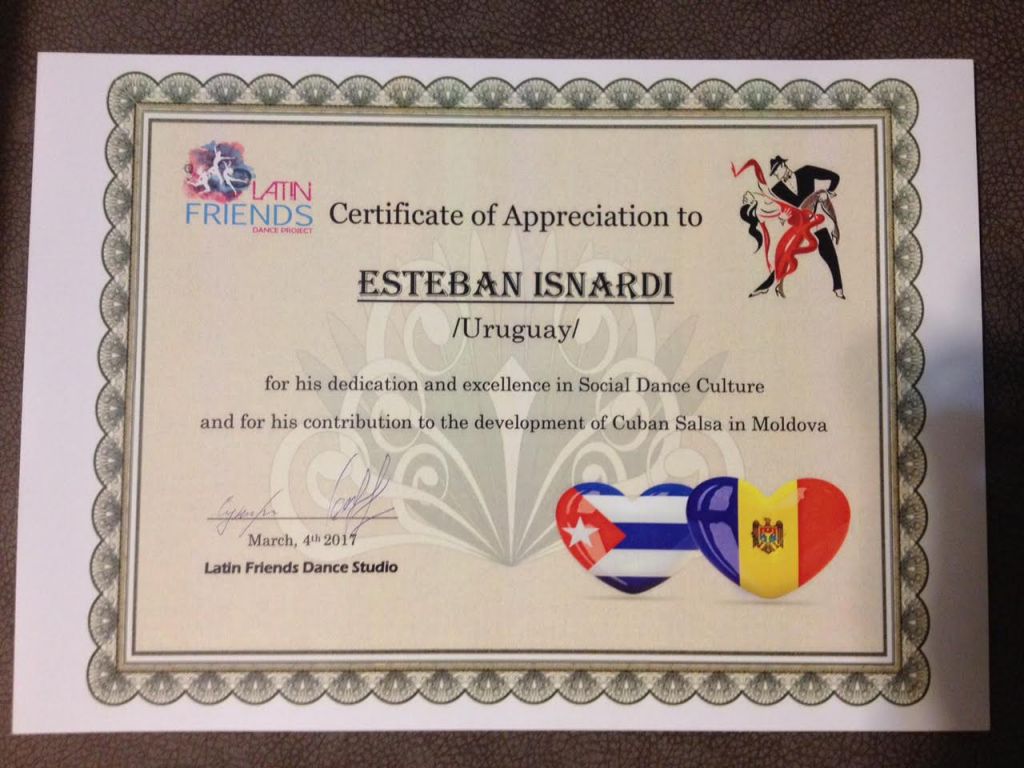 LATIN
FRIENDS
DANCE PROJECT
Certificate of Appreciation to
ESTEBAN ISNARDI
/Uruguay/
for his dedication and excellence in Social Dance Culture
and for his contribution to the development of Cuban Salsa in Moldova
March, 4th 2017
Latin Friends Dance Studio